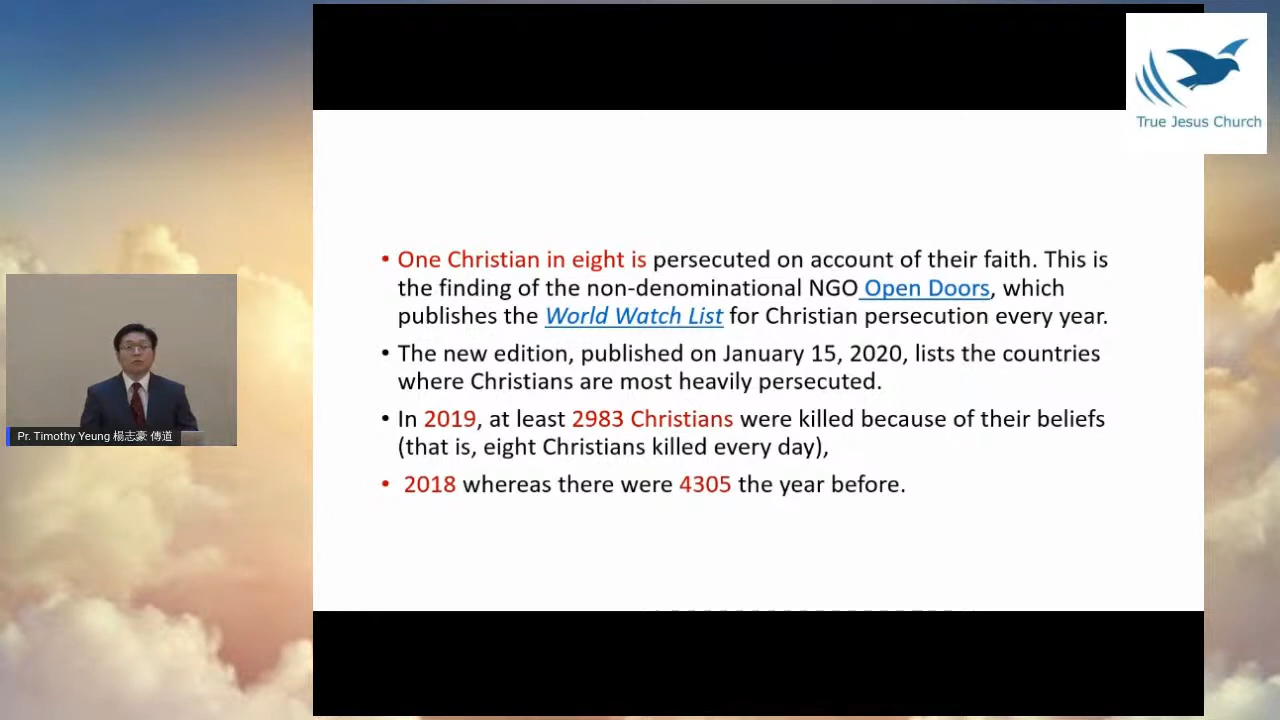 True Jesus Church
• One Christian in eight is persecuted on account of their faith. This is
the finding of the non-denominational NGO Open Doors, which
publishes the World Watch List for Christian persecution every year.
• The new edition, published on January 15, 2020, lists the countries
where Christians are most heavily persecuted.
• In 2019, at least 2983 Christians were killed because of their beliefs
(that is, eight Christians killed every day),
• 2018 whereas there were 4305 the year before.
Pr. Timothy Yeung 楊志豪 傳道